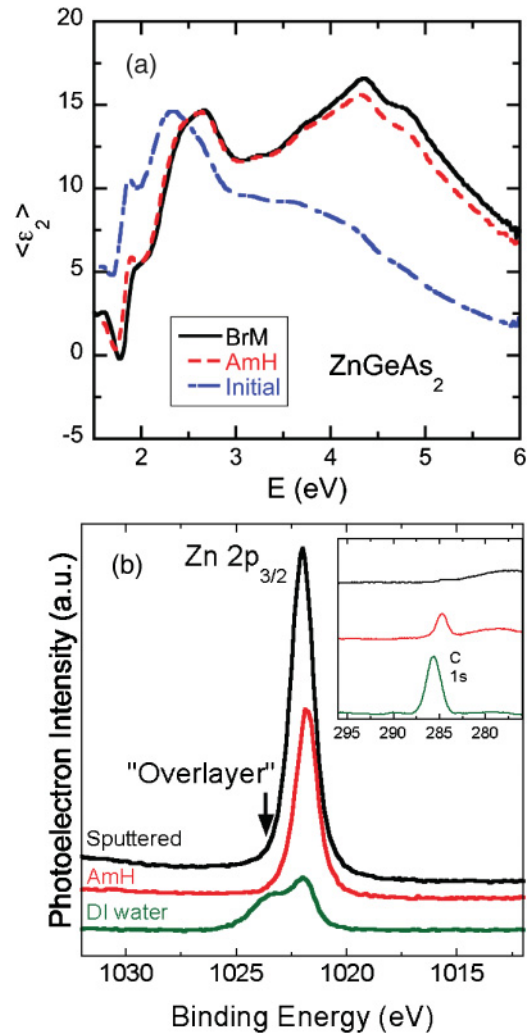 20
(a)
15
10
<ε₂>
5
0
-5
BrM
AmH
Initial
ZnGeAs₂
2 3 4 5 6
E (eV)
(b)
Zn 2p₃/₂
C
1s
295 290 285 280
"Overlayer"
Sputtered
AmH
DI water
Photoelectron Intensity (a.u.)
1030 1025 1020 1015
Binding Energy (eV)